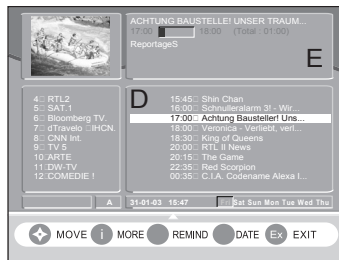 ACHTUNG BAUSTELLE! UNSER TRAUM...
17:00 18:00 (Total : 01:00)
ReportageS
E
4 RTL2
5 SAT.1
6 Bloomberg TV.
7 dTravelo IHCN.
8 CNN Int.
9 TV 5
10 ARTE
11 DW-TV
12 COMEDIE !
D
15:45 Shin Chan
16:00 Schnulleralarm 3! - Wir...
17:00 Achtung Baustelle! Uns...
18:00 Veronica - Verliebt, verl...
18:30 King of Queens
20:00 RTL II News
20:15 The Game
22:35 Red Scorpion
00:35 C.I.A. Codename Alexa I...
A
31-01-03 15:47 Fri Sat Sun Mon Tue Wed Thu
MOVE i MORE REMIND DATE Ex EXIT